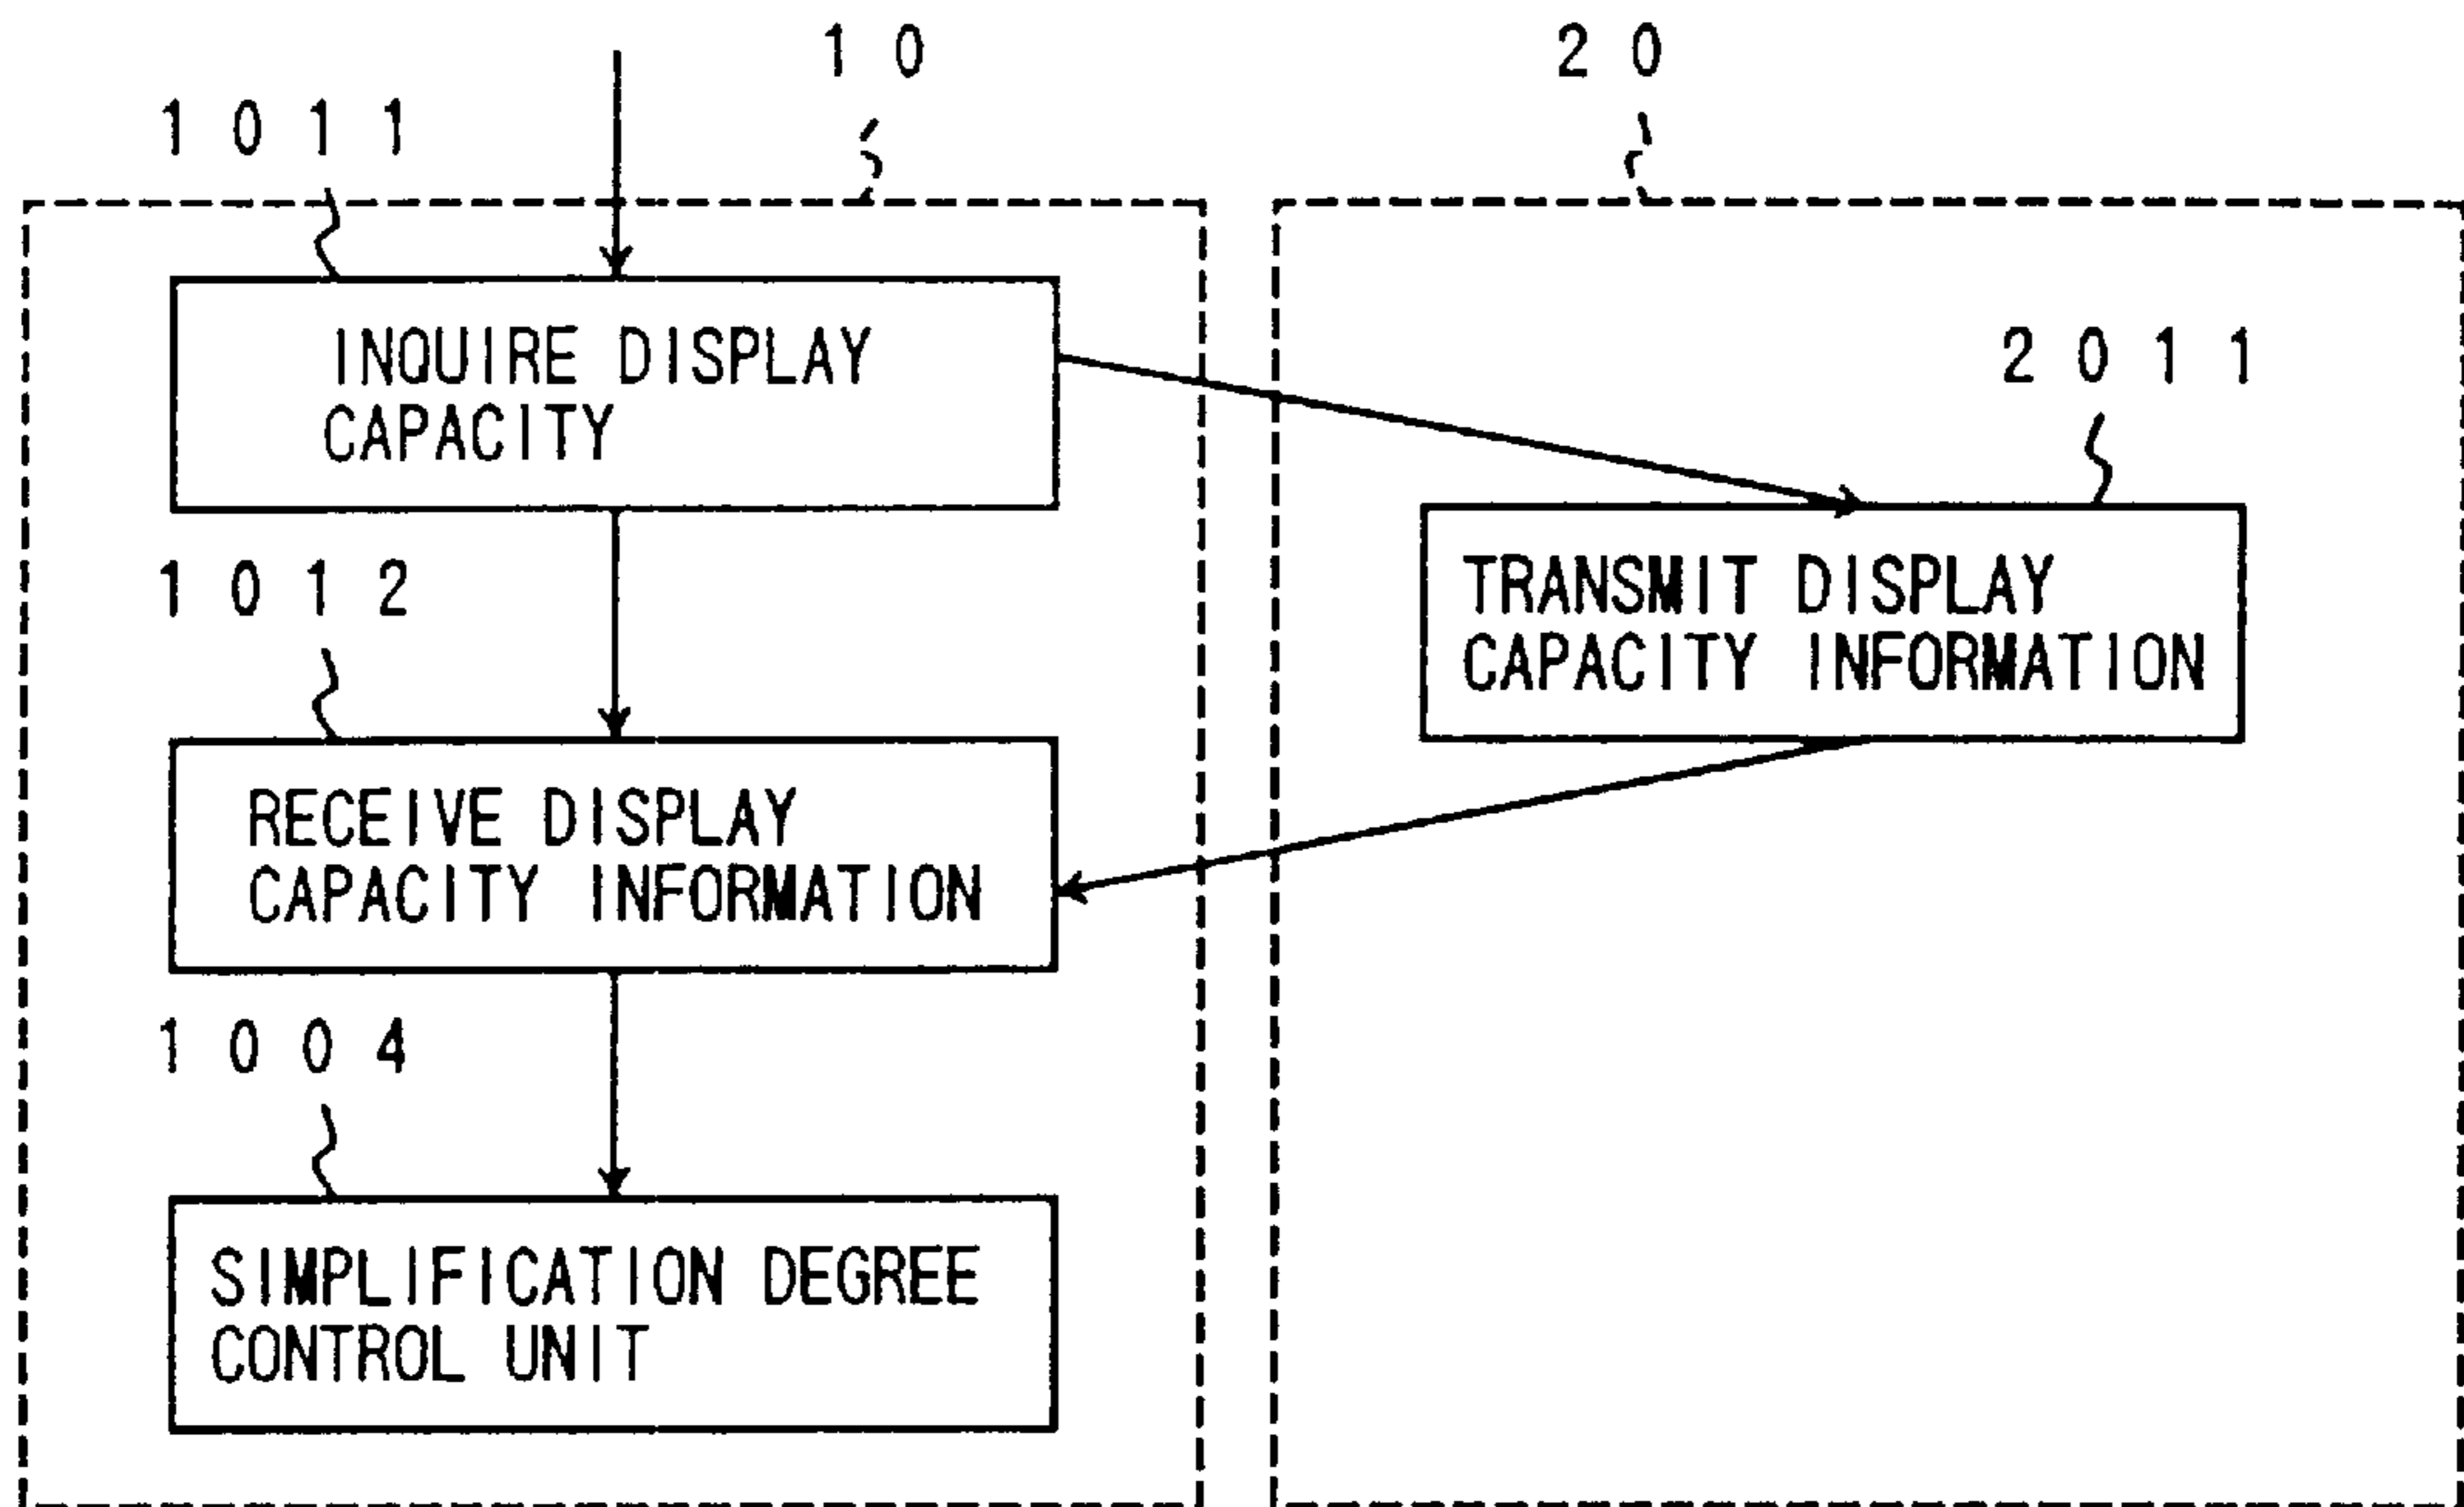 10
20
1011
INQUIRE DISPLAY
CAPACITY
2011
TRANSMIT DISPLAY
CAPACITY INFORMATION
1012
RECEIVE DISPLAY
CAPACITY INFORMATION
1004
SIMPLIFICATION DEGREE
CONTROL UNIT